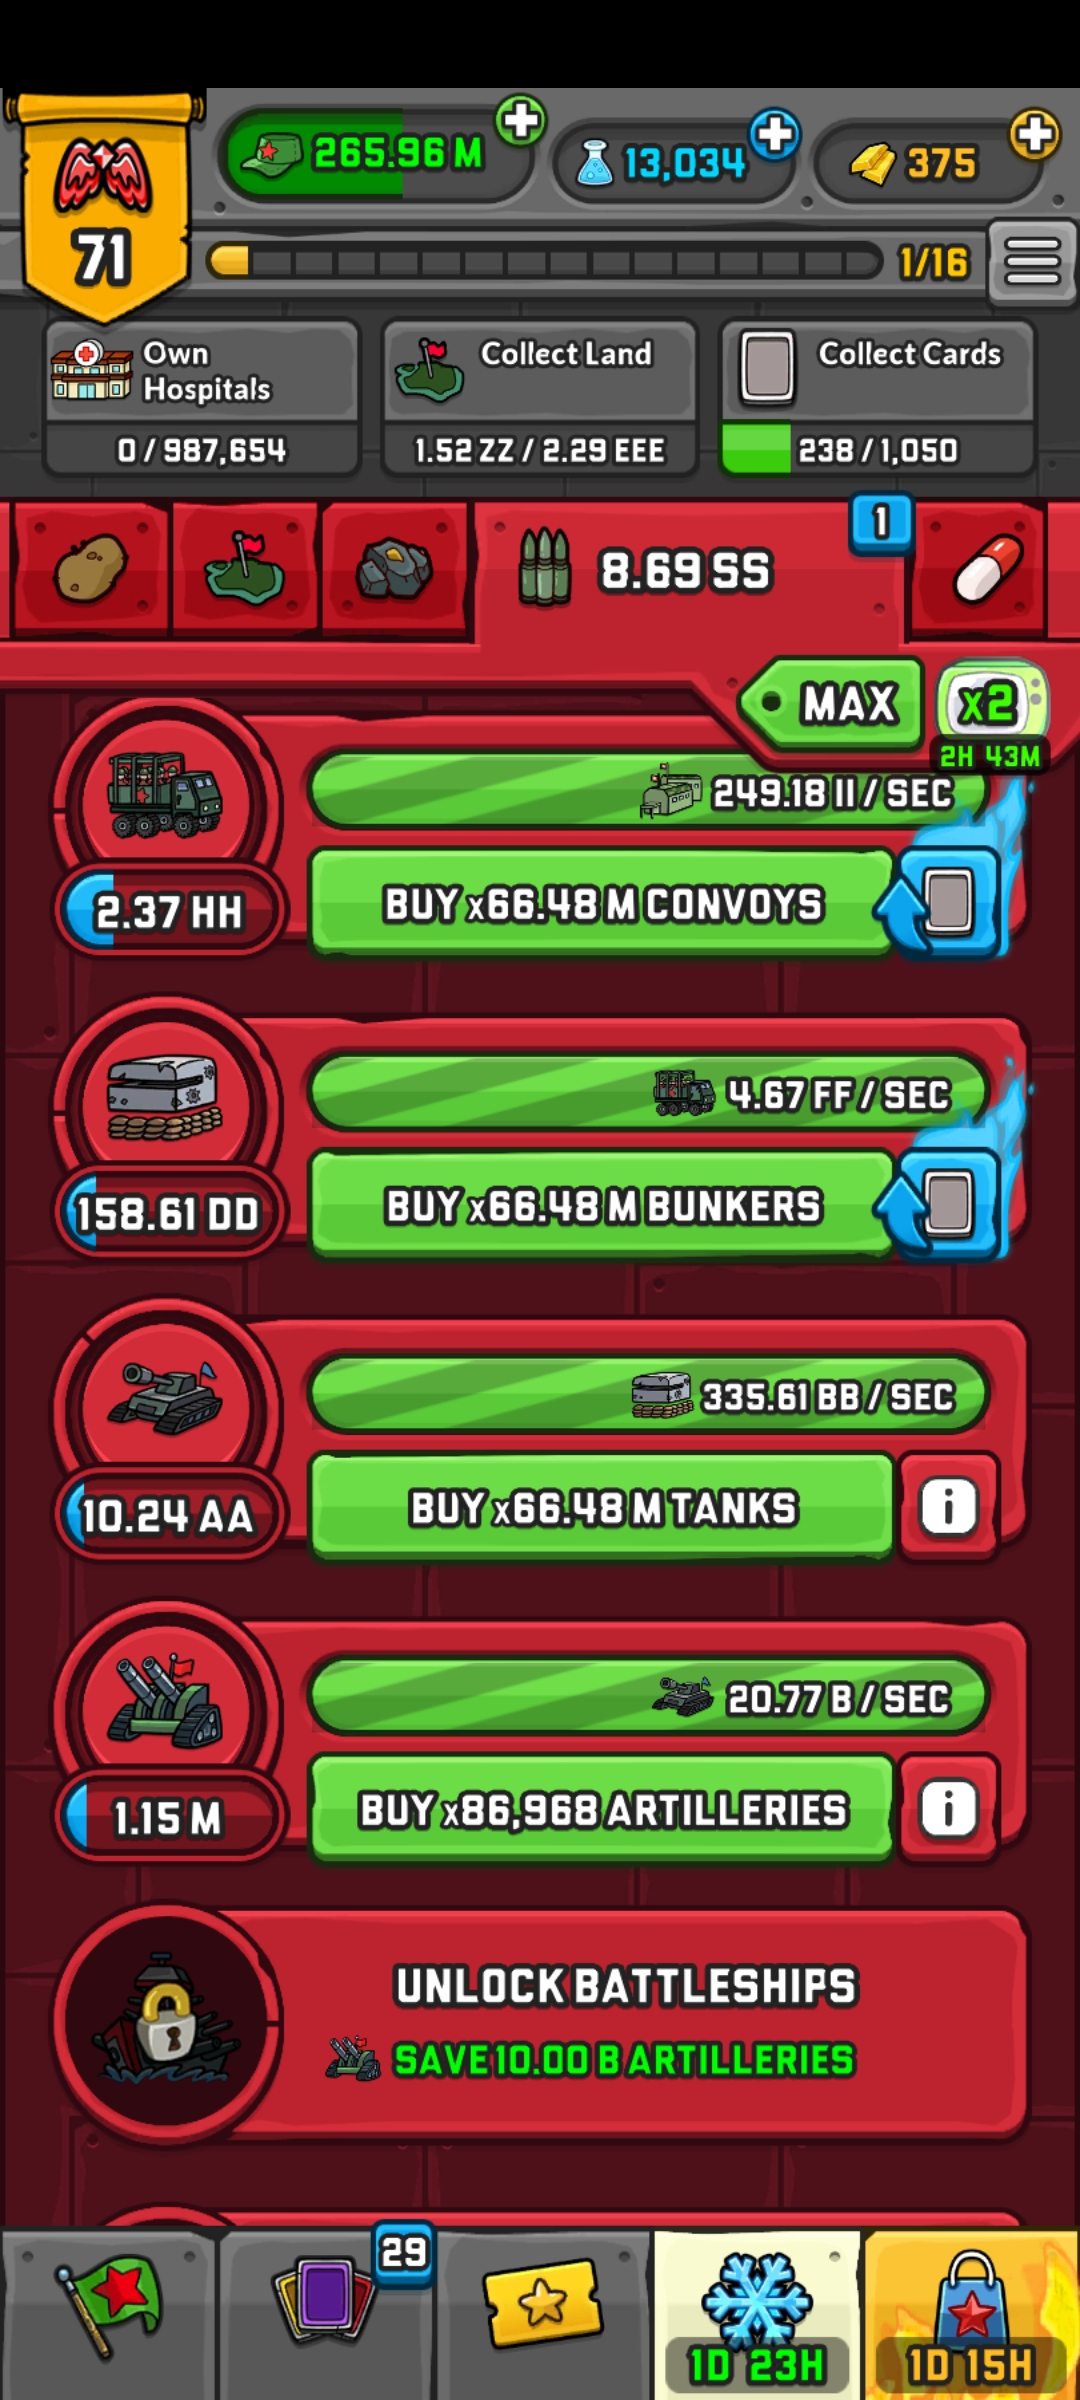 265.96 M
13,034
375
71
1/16
Own
Hospitals
0 / 987,654
Collect Land
1.52 ZZ / 2.29 EEE
Collect Cards
238 / 1,050
8.69 SS
1
MAX
x2
2H 43M
249.18 II / SEC
2.37 HH
BUY x66.48 M CONVOYS
4.67 FF / SEC
158.61 DD
BUY x66.48 M BUNKERS
335.61 BB / SEC
10.24 AA
BUY x66.48 M TANKS
i
20.77 B / SEC
1.15 M
BUY x86,968 ARTILLERIES
i
UNLOCK BATTLESHIPS
SAVE 10.00 B ARTILLERIES
29
1D 23H
1D 15H